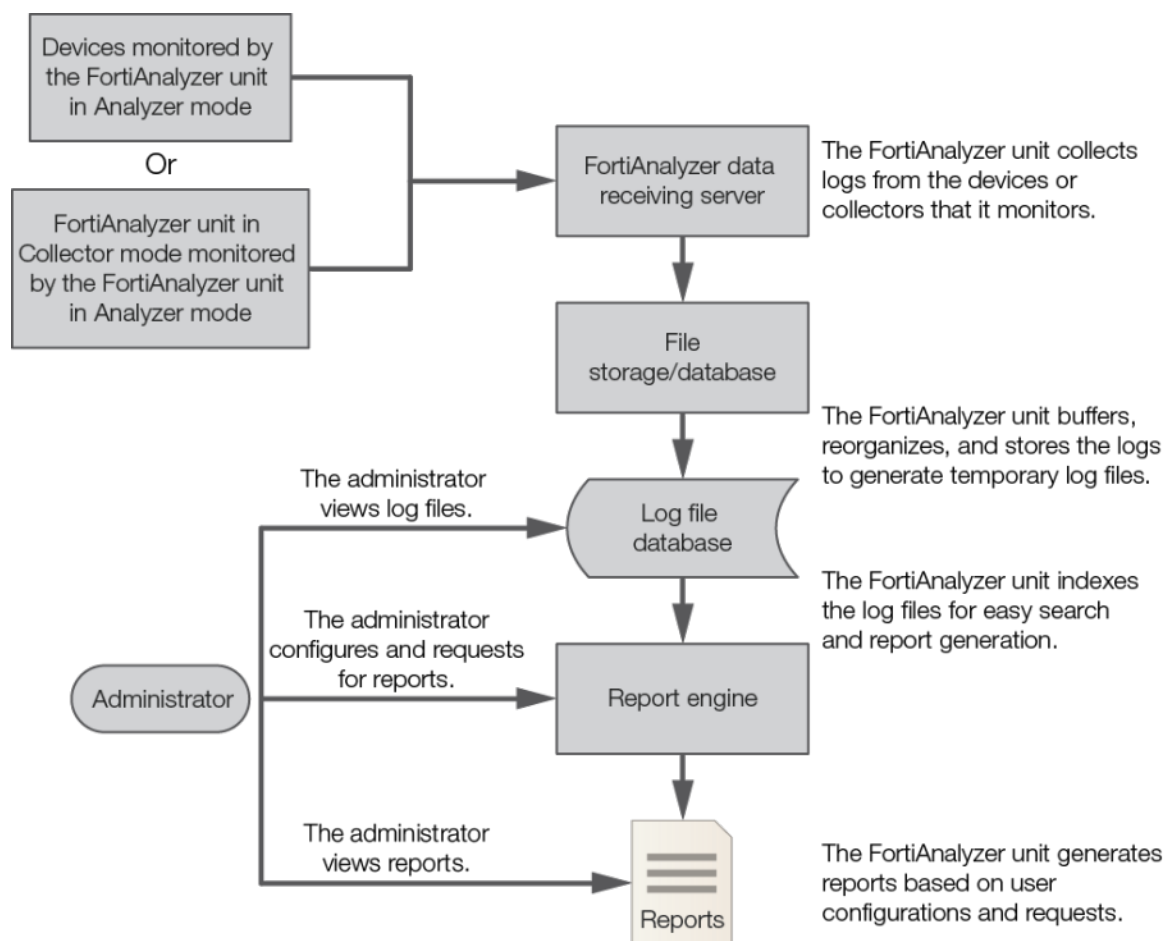 Devices monitored by
the FortiAnalyzer unit
in Analyzer mode
Or
FortiAnalyzer unit in
Collector mode monitored
by the FortiAnalyzer unit
in Analyzer mode
FortiAnalyzer data
receiving server
The FortiAnalyzer unit collects
logs from the devices or
collectors that it monitors.
File
storage/database
The FortiAnalyzer unit buffers,
reorganizes, and stores the logs
to generate temporary log files.
The administrator
views log files.
Log file
database
The FortiAnalyzer unit indexes
the log files for easy search
and report generation.
The administrator
configures and requests
for reports.
Administrator
Report engine
The administrator
views reports.
Reports
The FortiAnalyzer unit generates
reports based on user
configurations and requests.